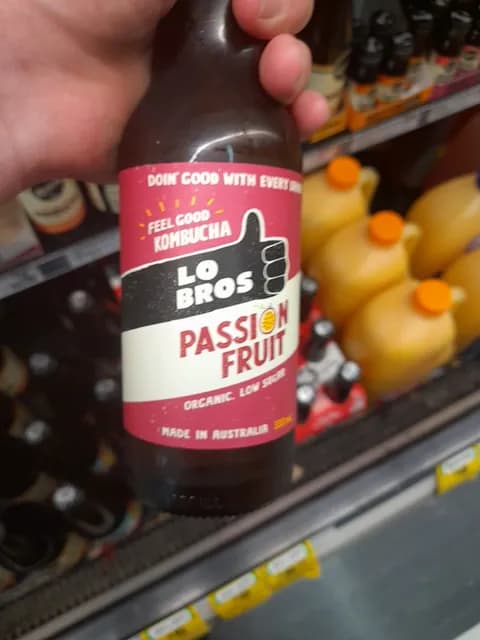 DOIN' GOOD WITH EVERY
FEEL GOOD
KOMBUCHA
LO
BROS
PASSION
FRUIT
ORGANIC. LOW SUGAR
MADE IN AUSTRALIA